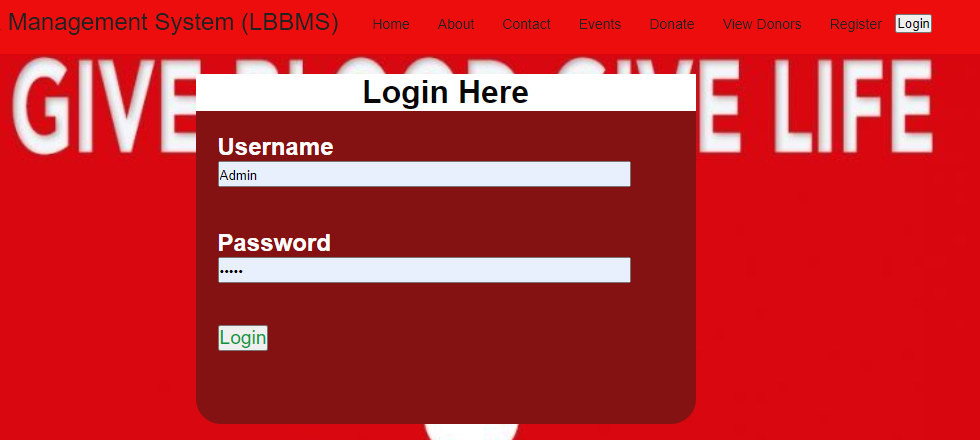 Management System (LBBMS) Home About Contact Events Donate View Donors Register Login
GIVE BLOOD GIVE LIFE
Login Here
Username
Admin
Password
•••••
Login